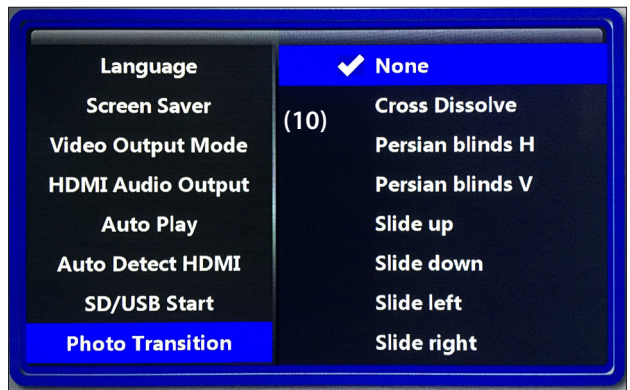 Language
Screen Saver
Video Output Mode
HDMI Audio Output
Auto Play
Auto Detect HDMI
SD/USB Start
Photo Transition
(10)
✔ None
Cross Dissolve
Persian blinds H
Persian blinds V
Slide up
Slide down
Slide left
Slide right